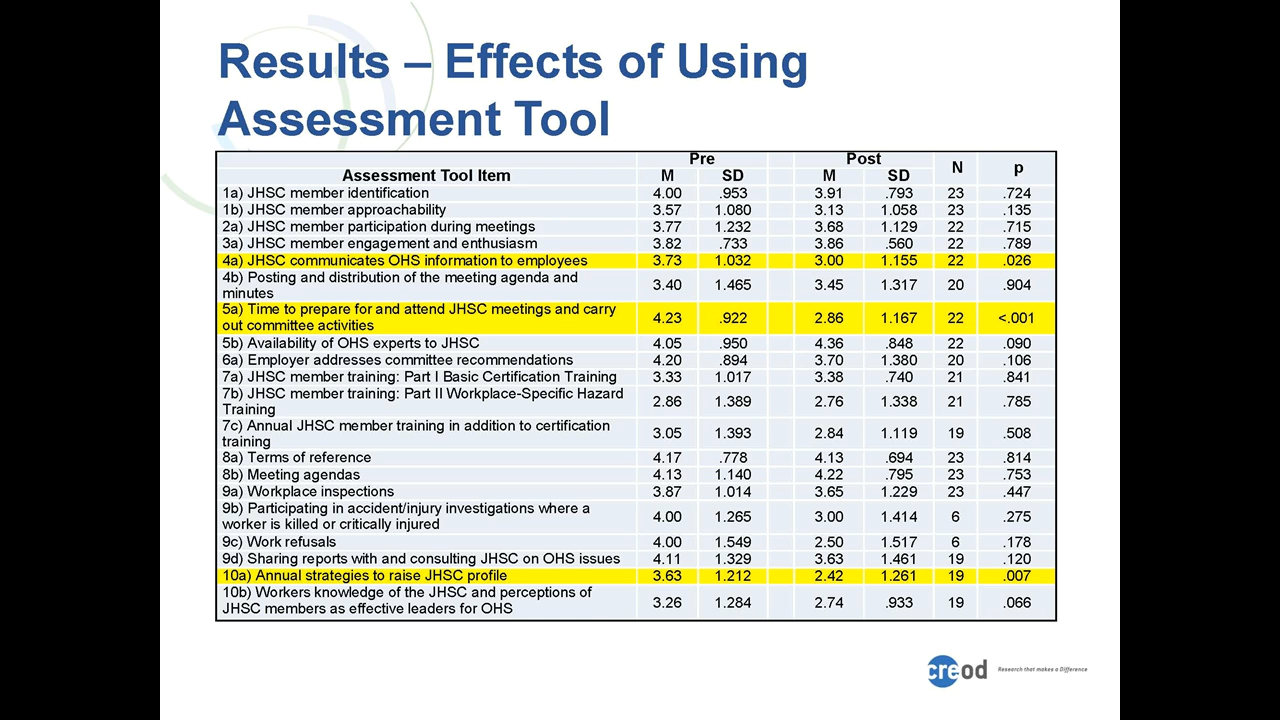 Results – Effects of Using
Assessment Tool
Pre Post
Assessment Tool Item M SD M SD N p
1a) JHSC member identification 4.00 .953 3.91 .793 23 .724
1b) JHSC member approachability 3.57 1.080 3.13 1.058 23 .135
2a) JHSC member participation during meetings 3.77 1.232 3.68 1.129 22 .715
3a) JHSC member engagement and enthusiasm 3.82 .733 3.86 .560 22 .789
4a) JHSC communicates OHS information to employees 3.73 1.032 3.00 1.155 22 .026
4b) Posting and distribution of the meeting agenda and
minutes 3.40 1.465 3.45 1.317 20 .904
5a) Time to prepare for and attend JHSC meetings and carry
out committee activities 4.23 .922 2.86 1.167 22 <.001
5b) Availability of OHS experts to JHSC 4.05 .950 4.36 .848 22 .090
6a) Employer addresses committee recommendations 4.20 .894 3.70 1.380 20 .106
7a) JHSC member training: Part I Basic Certification Training 3.33 1.017 3.38 .740 21 .841
7b) JHSC member training: Part II Workplace-Specific Hazard
Training 2.86 1.389 2.76 1.338 21 .785
7c) Annual JHSC member training in addition to certification
training 3.05 1.393 2.84 1.119 19 .508
8a) Terms of reference 4.17 .778 4.13 .694 23 .814
8b) Meeting agendas 4.13 1.140 4.22 .795 23 .753
9a) Workplace inspections 3.87 1.014 3.65 1.229 23 .447
9b) Participating in accident/injury investigations where a
worker is killed or critically injured 4.00 1.265 3.00 1.414 6 .275
9c) Work refusals 4.00 1.549 2.50 1.517 6 .178
9d) Sharing reports with and consulting JHSC on OHS issues 4.11 1.329 3.63 1.461 19 .120
10a) Annual strategies to raise JHSC profile 3.63 1.212 2.42 1.261 19 .007
10b) Workers knowledge of the JHSC and perceptions of
JHSC members as effective leaders for OHS 3.26 1.284 2.74 .933 19 .066
creod Research that makes a Difference